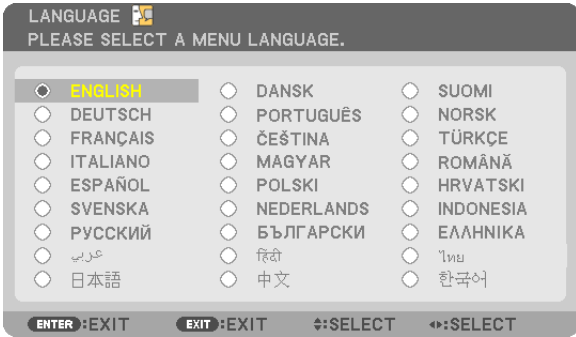 LANGUAGE
PLEASE SELECT A MENU LANGUAGE.
ENGLISH DANSK SUOMI
DEUTSCH PORTUGUÊS NORSK
FRANÇAIS ČEŠTINA TÜRKÇE
ITALIANO MAGYAR ROMÂNĂ
ESPAÑOL POLSKI HRVATSKI
SVENSKA NEDERLANDS INDONESIA
РУССКИЙ БЪЛГАРСКИ ΕΛΛΗΝΙΚΑ
عربي हिंदी ไทย
日本語 中文 한국어
ENTER :EXIT EXIT :EXIT :SELECT :SELECT